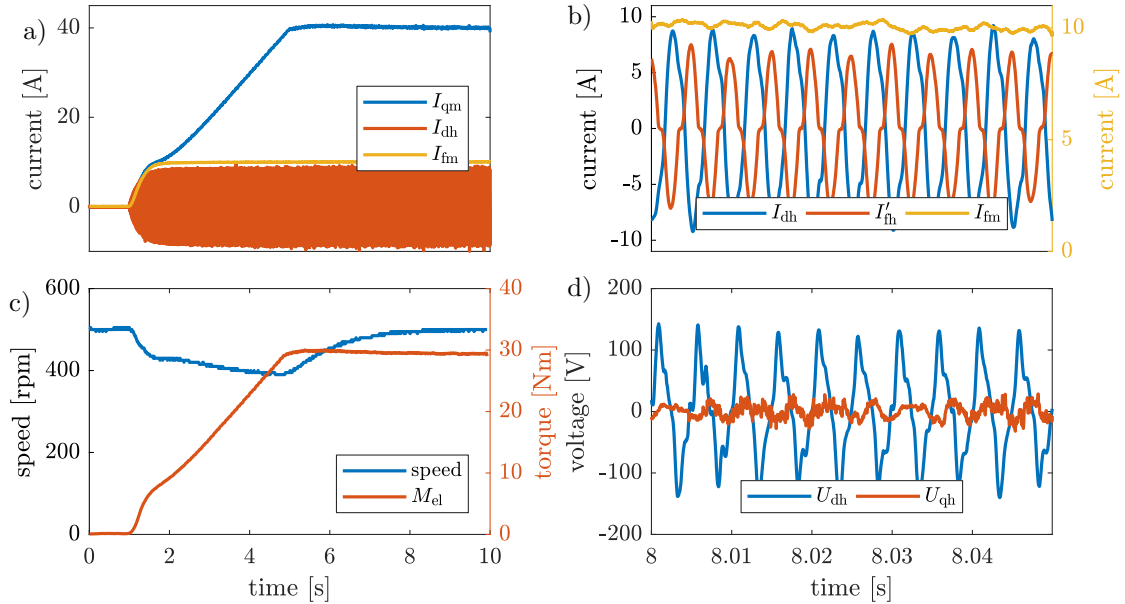 a)
current [A]
40
20
0
I_qm
I_dh
I_fm
b)
current [A]
10
5
0
-5
-10
I_dh
I′_fh
I_fm
10
5
0
current [A]
c)
speed [rpm]
600
400
200
0
speed
M_el
40
30
20
10
0
torque [Nm]
0
2
4
6
8
10
time [s]
d)
voltage [V]
200
100
0
-100
-200
U_dh
U_qh
8
8.01
8.02
8.03
8.04
time [s]